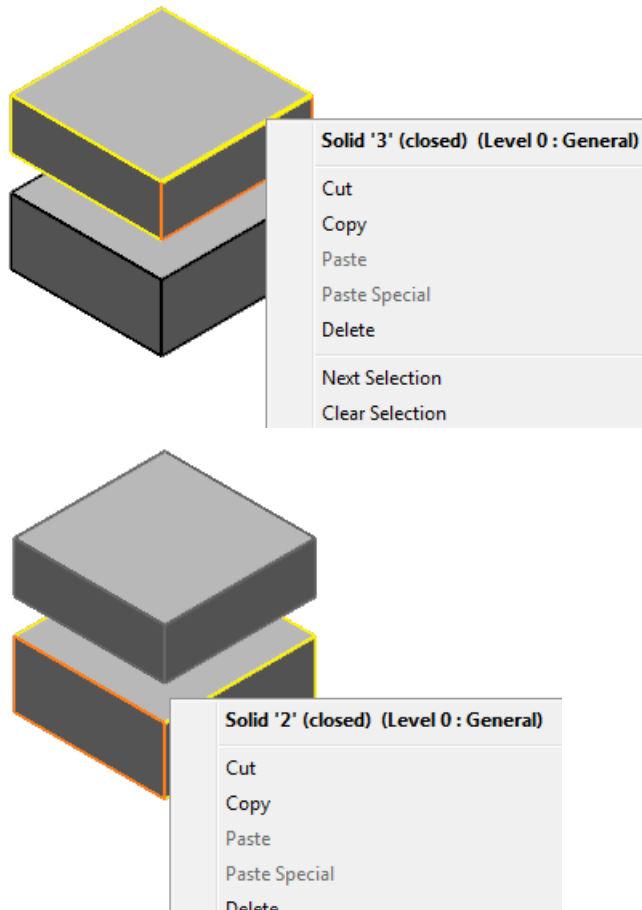 Solid '3' (closed) (Level 0 : General)
Cut
Copy
Paste
Paste Special
Delete
Next Selection
Clear Selection
Solid '2' (closed) (Level 0 : General)
Cut
Copy
Paste
Paste Special
Delete